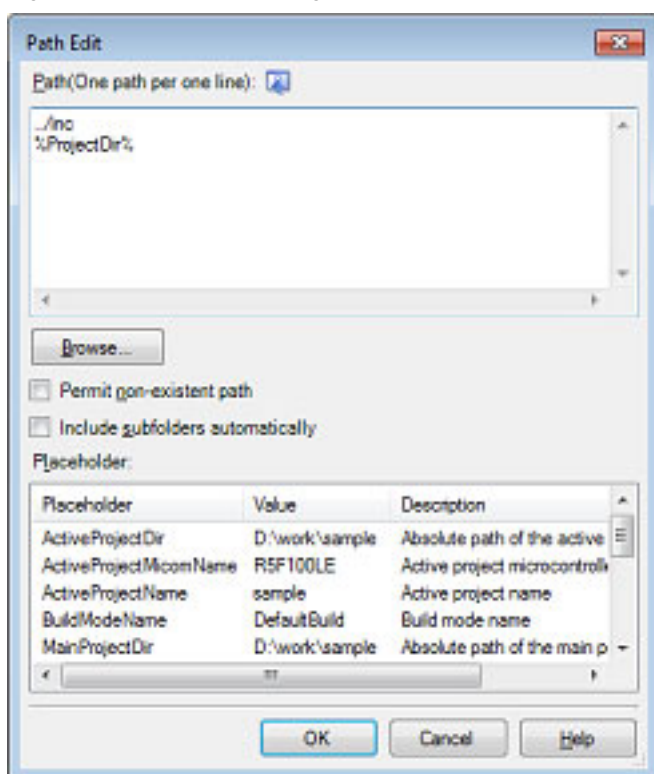 Path Edit
Path(One path per one line):
../inc
%ProjectDir%
Browse...
Permit non-existent path
Include subfolders automatically
Placeholder:
Placeholder Value Description
ActiveProjectDir D:\work\sample Absolute path of the active
ActiveProjectMicomName R5F100LE Active project microcontroll
ActiveProjectName sample Active project name
BuildModeName DefaultBuild Build mode name
MainProjectDir D:\work\sample Absolute path of the main p
OK Cancel Help